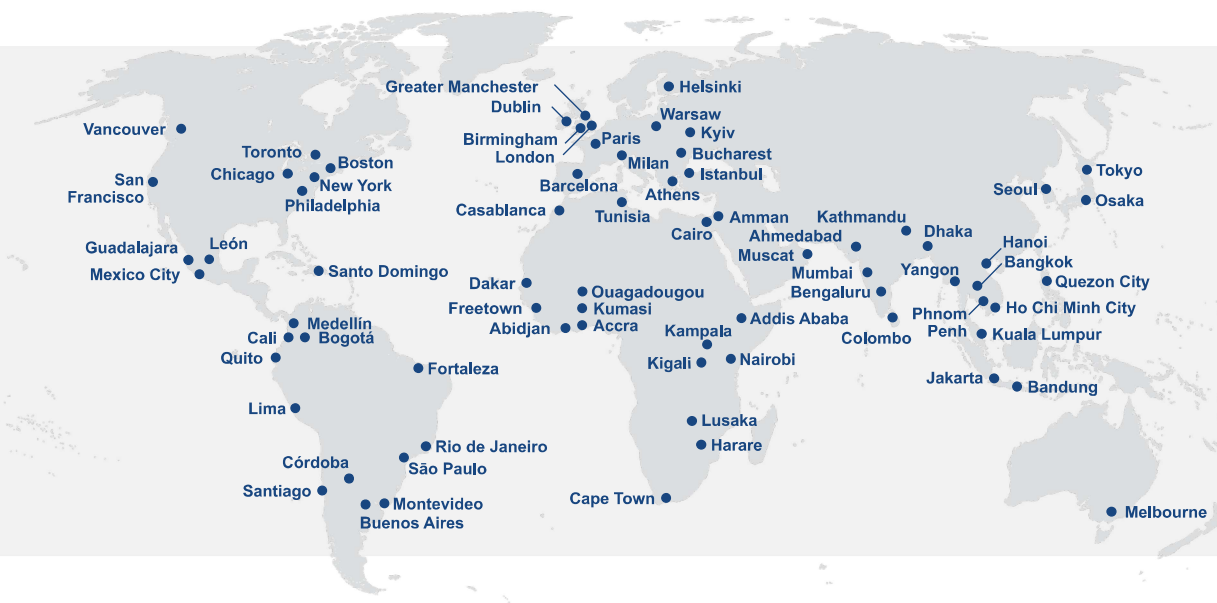 Greater Manchester
Helsinki
Dublin
Warsaw
Vancouver
Birmingham
Paris
Kyiv
London
Toronto
Boston
Milan
Bucharest
Chicago
Istanbul
Tokyo
San
Francisco
New York
Barcelona
Athens
Seoul
Philadelphia
Osaka
Casablanca
Tunisia
Amman
Kathmandu
Cairo
Ahmedabad
Dhaka
Guadalajara
León
Muscat
Hanoi
Bangkok
Mexico City
Santo Domingo
Mumbai
Yangon
Dakar
Quezon City
Ouagadougou
Bengaluru
Freetown
Kumasi
Phnom
Penh
Ho Chi Minh City
Medellín
Abidjan
Accra
Addis Ababa
Cali
Bogotá
Kampala
Colombo
Kuala Lumpur
Quito
Kigali
Nairobi
Fortaleza
Jakarta
Bandung
Lima
Lusaka
Rio de Janeiro
Harare
Córdoba
São Paulo
Santiago
Cape Town
Montevideo
Buenos Aires
Melbourne